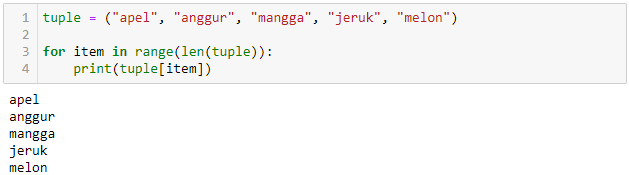 1 tuple = ("apel", "anggur", "mangga", "jeruk", "melon")
2
3 for item in range(len(tuple)):
4     print(tuple[item])
apel
anggur
mangga
jeruk
melon